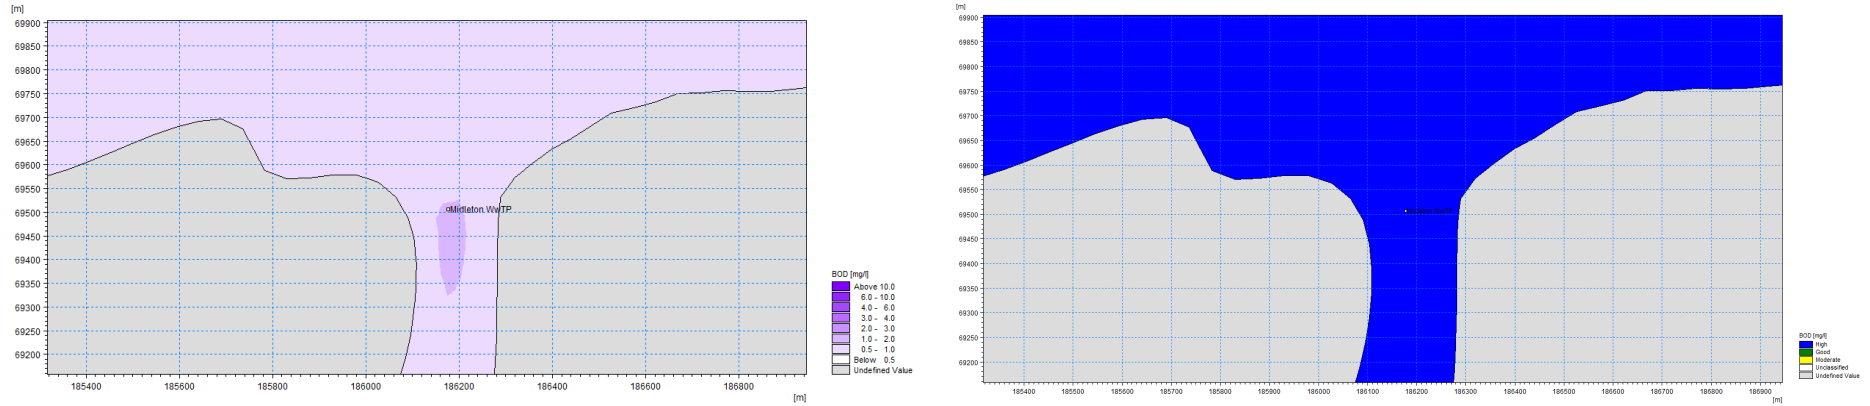 [m]
69900
69850
69800
69750
69700
69650
69600
69550
69500
69450
69400
69350
69300
69250
69200
Midleton WwTP
185400
185600
185800
186000
186200
186400
186600
186800
[m]
BOD [mg/l]
Above 10.0
6.0 - 10.0
4.0 - 6.0
3.0 - 4.0
2.0 - 3.0
1.0 - 2.0
0.5 - 1.0
Below 0.5
Undefined Value
[m]
69900
69850
69800
69750
69700
69650
69600
69550
69500
69450
69400
69350
69300
69250
69200
185400
185500
185600
185700
185800
185900
186000
186100
186200
186300
186400
186500
186600
186700
186800
186900
[m]
BOD [mg/l]
High
Good
Moderate
Unclassified
Undefined Value